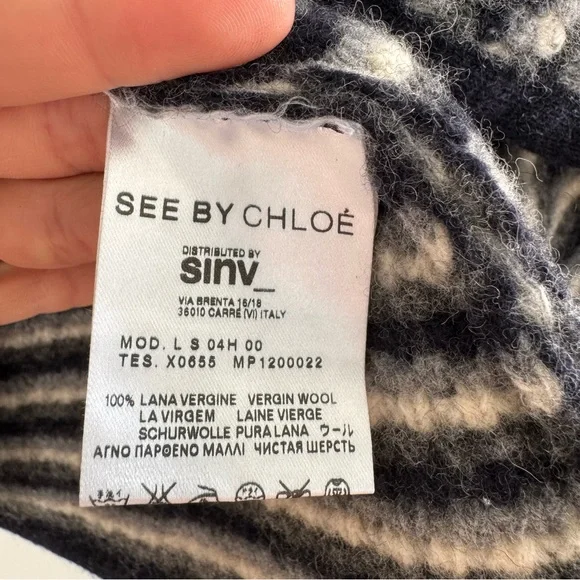 SEE BY CHLOÉ
DISTRIBUTED BY
sinv_
VIA BRENTA 16/18
36010 CARRÉ (VI) ITALY
MOD. L S 04H 00
TES. X0655 MP1200022
100% LANA VERGINE VERGIN WOOL
LA VIRGEM LAINE VIERGE
SCHURWOLLE PURA LANA ウール
ΑΓΝΟ ΠΑΡΘΕΝΟ ΜΑΛΛΙ ЧИСТАЯ ШЕРСТЬ